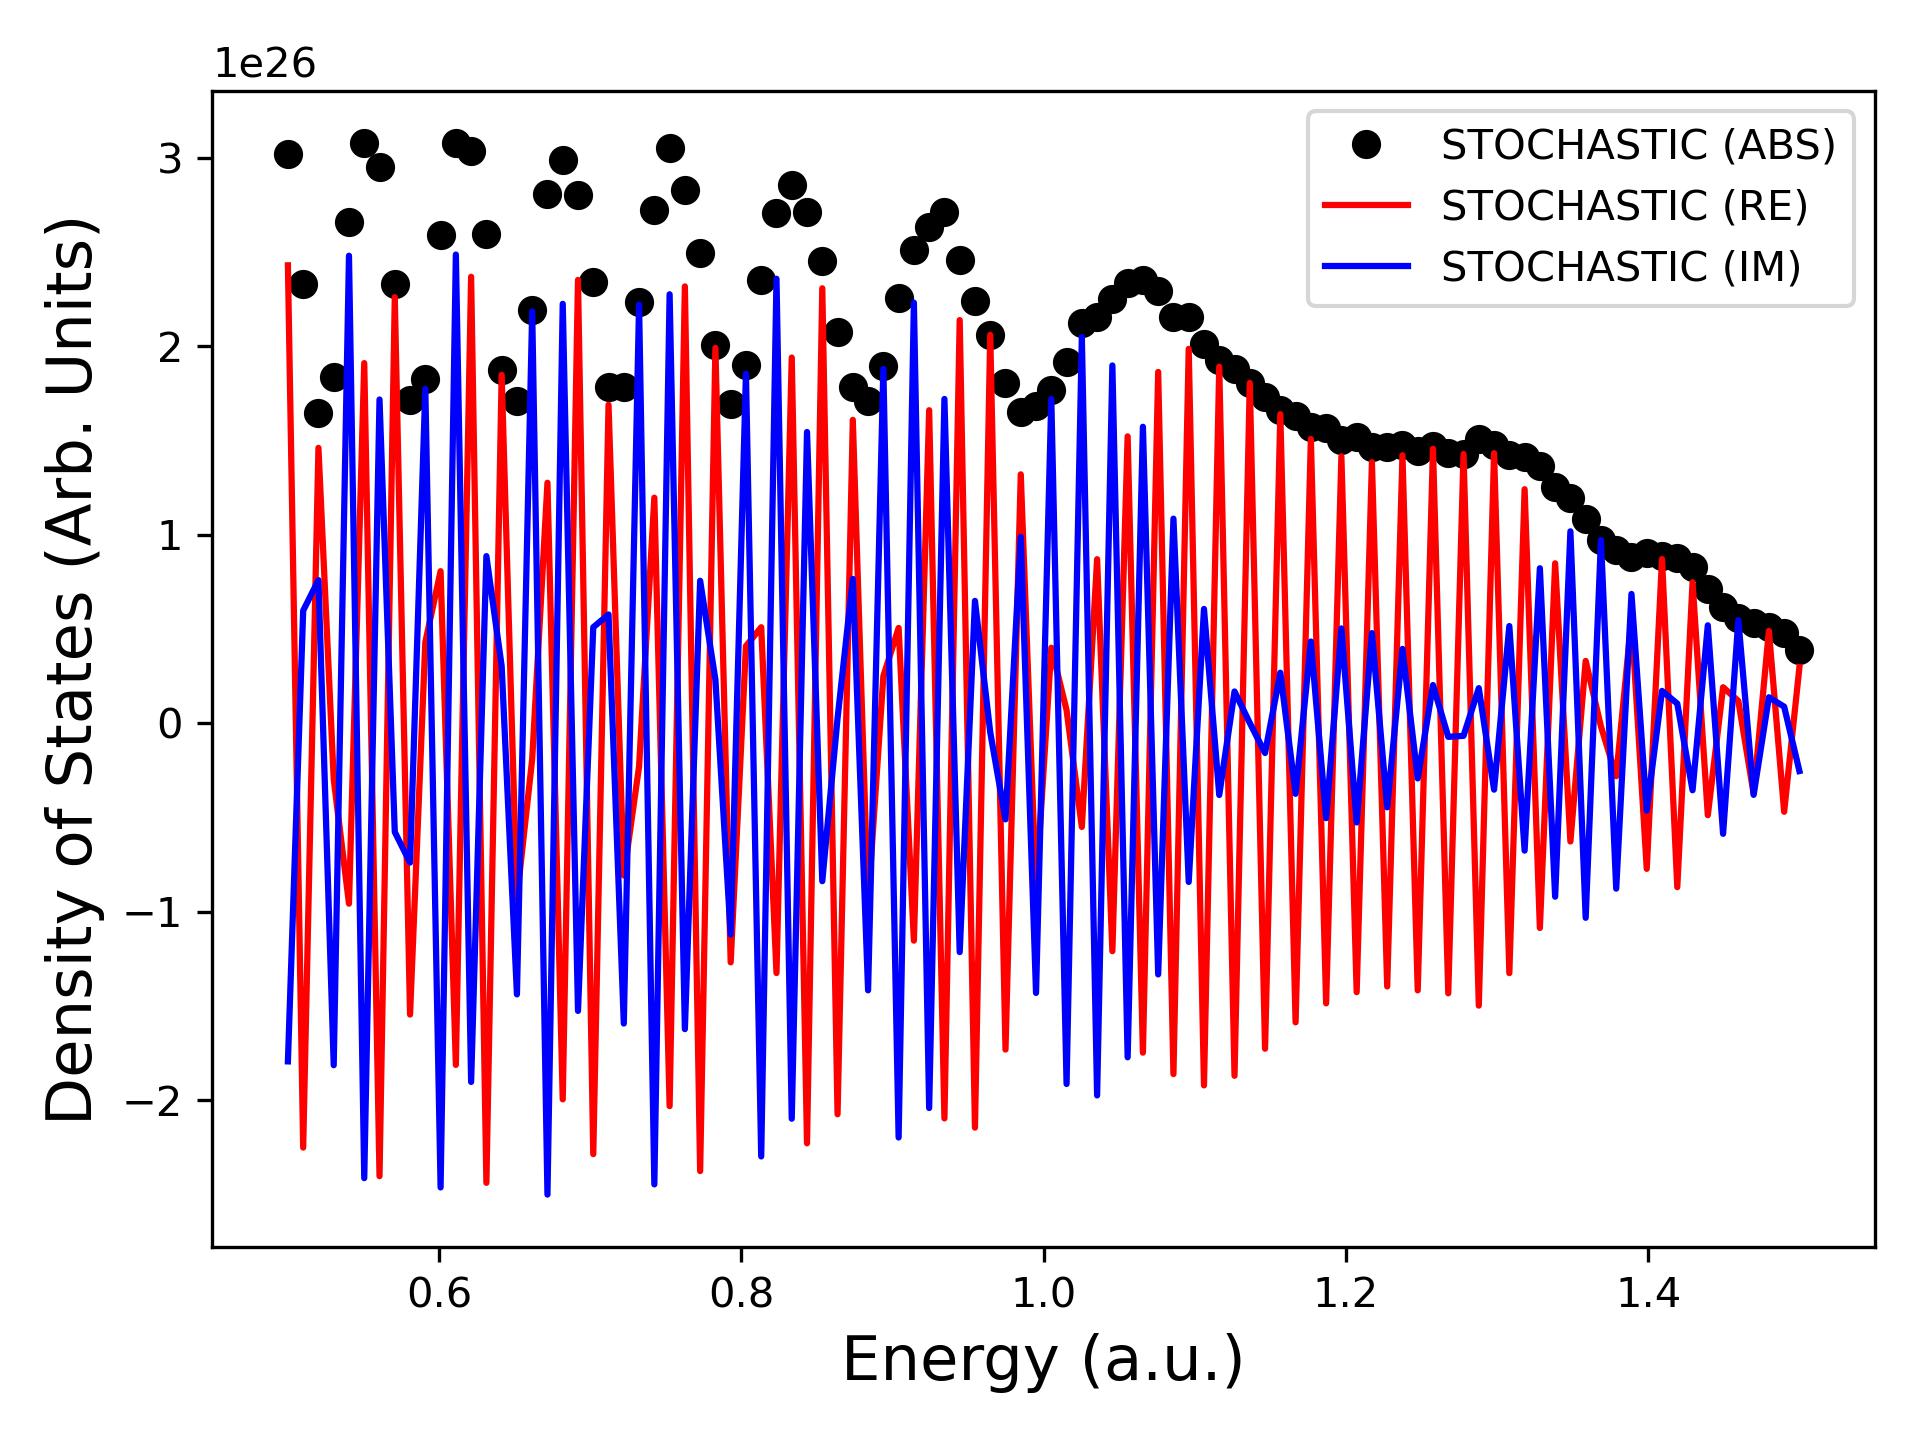 1e26
3
2
1
0
−1
−2
Density of States (Arb. Units)
STOCHASTIC (ABS)
STOCHASTIC (RE)
STOCHASTIC (IM)
0.6 0.8 1.0 1.2 1.4
Energy (a.u.)